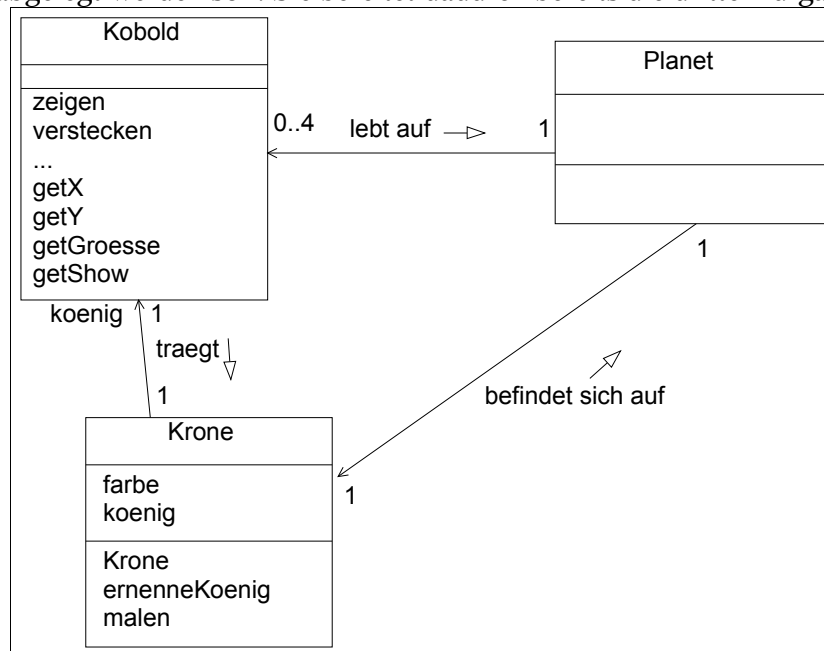 Kobold
zeigen
verstecken
...
getX
getY
getGroesse
getShow
0..4
lebt auf
1
Planet
koenig
1
traegt
1
1
befindet sich auf
1
Krone
farbe
koenig
Krone
ernenneKoenig
malen